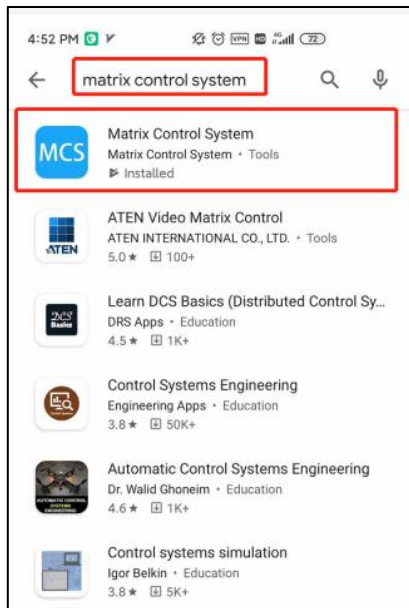 4:52 PM VPN HD 4G 72
matrix control system
MCS
Matrix Control System
Matrix Control System • Tools
Installed
ATEN
ATEN Video Matrix Control
ATEN INTERNATIONAL CO., LTD. • Tools
5.0★ 100+
DCS
Basics
Learn DCS Basics (Distributed Control Sy...
DRS Apps • Education
4.5★ 1K+
Control Systems Engineering
Engineering Apps • Education
3.8★ 50K+
AUTOMATIC CONTROL
SYSTEMS
ENGINEERING
Automatic Control Systems Engineering
Dr. Walid Ghoneim • Education
4.6★ 1K+
Control systems simulation
Igor Belkin • Education
3.8★ 5K+